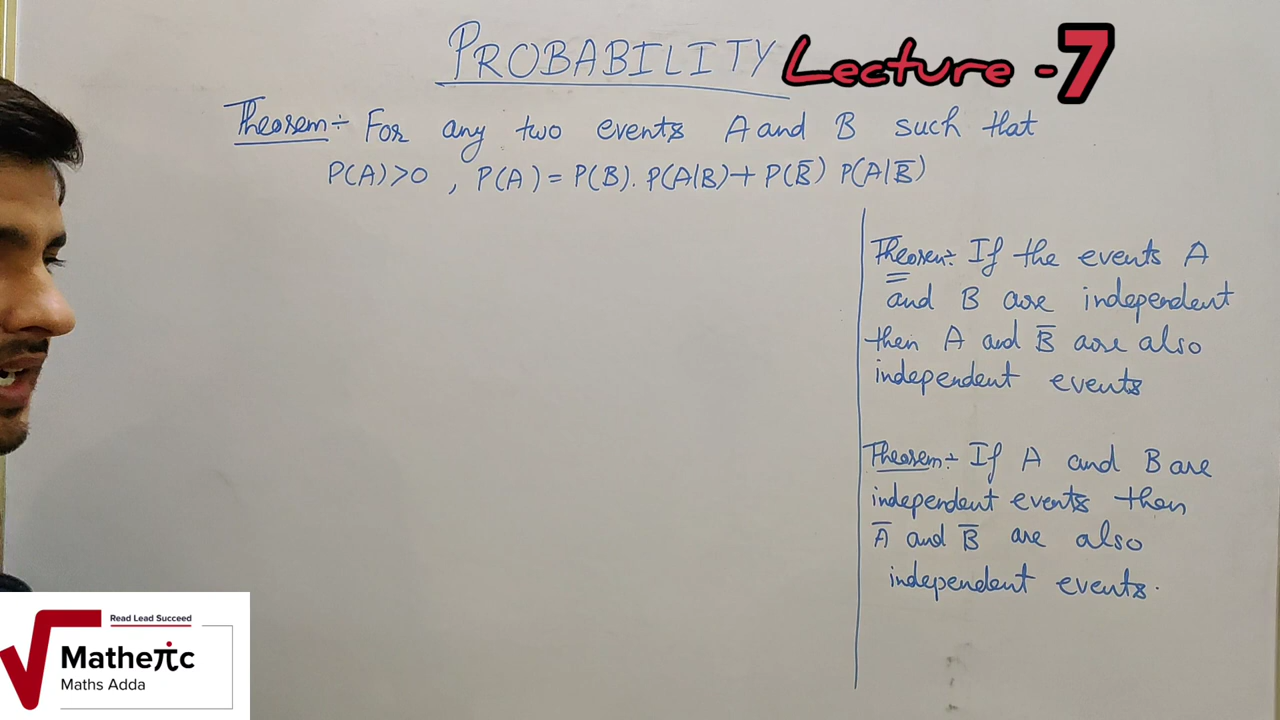 PROBABILITY Lecture -7
Theorem:- For any two events A and B such that
P(A)>0 , P(A) = P(B). P(A|B)+ P(B̅) P(A|B̅)
Theorem:- If the events A
and B are independent
then A and B̅ are also
independent events
Theorem:- If A and B are
independent events then
A̅ and B̅ are also
independent events.
Read Lead Succeed
Matheπc
Maths Adda